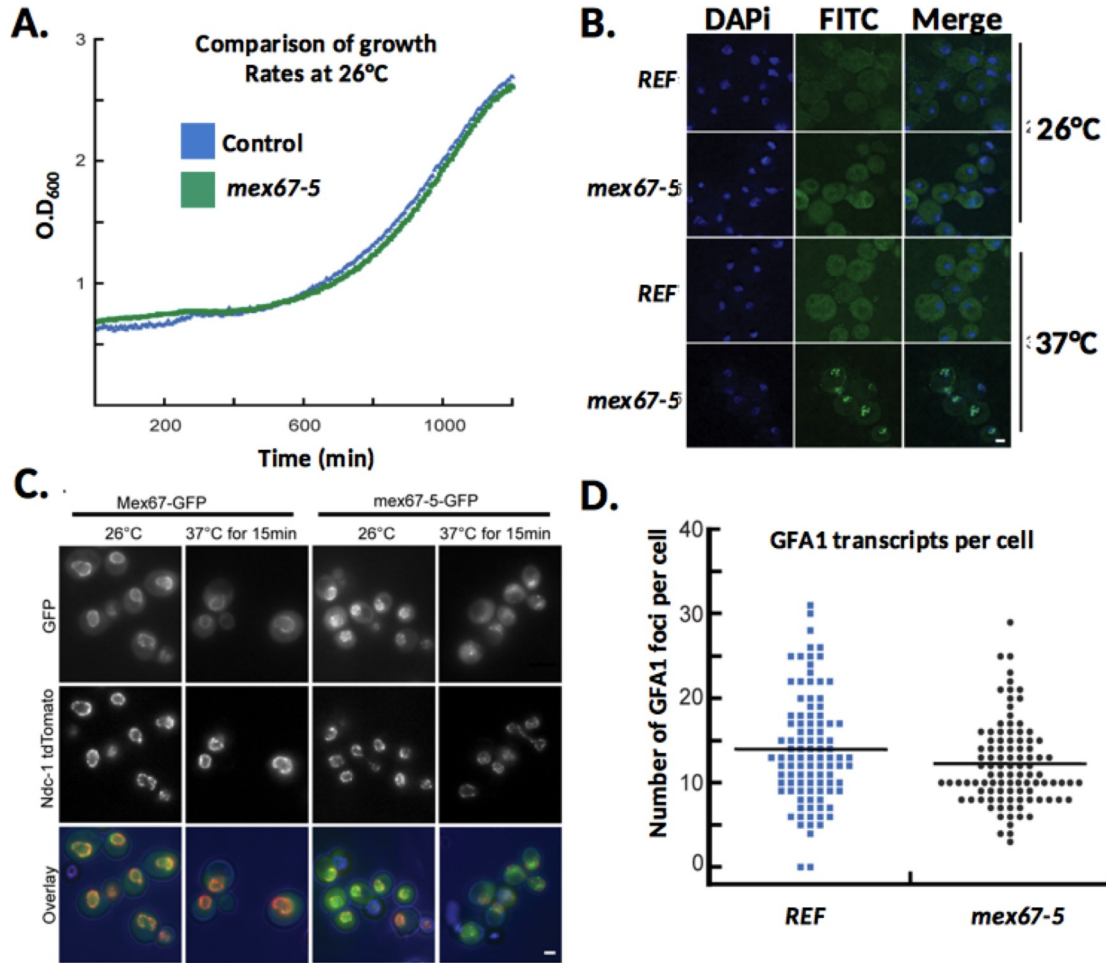 A.
Comparison of growth
Rates at 26°C
Control
mex67-5
O.D600
3
2
1
200
600
1000
Time (min)
B.
DAPi FITC Merge
REF
mex67-5
26°C
REF
mex67-5
37°C
C.
Mex67-GFP mex67-5-GFP
26°C 37°C for 15min 26°C 37°C for 15min
GFP
Ndc-1 tdTomato
Overlay
D.
GFA1 transcripts per cell
Number of GFA1 foci per cell
40
30
20
10
0
REF mex67-5